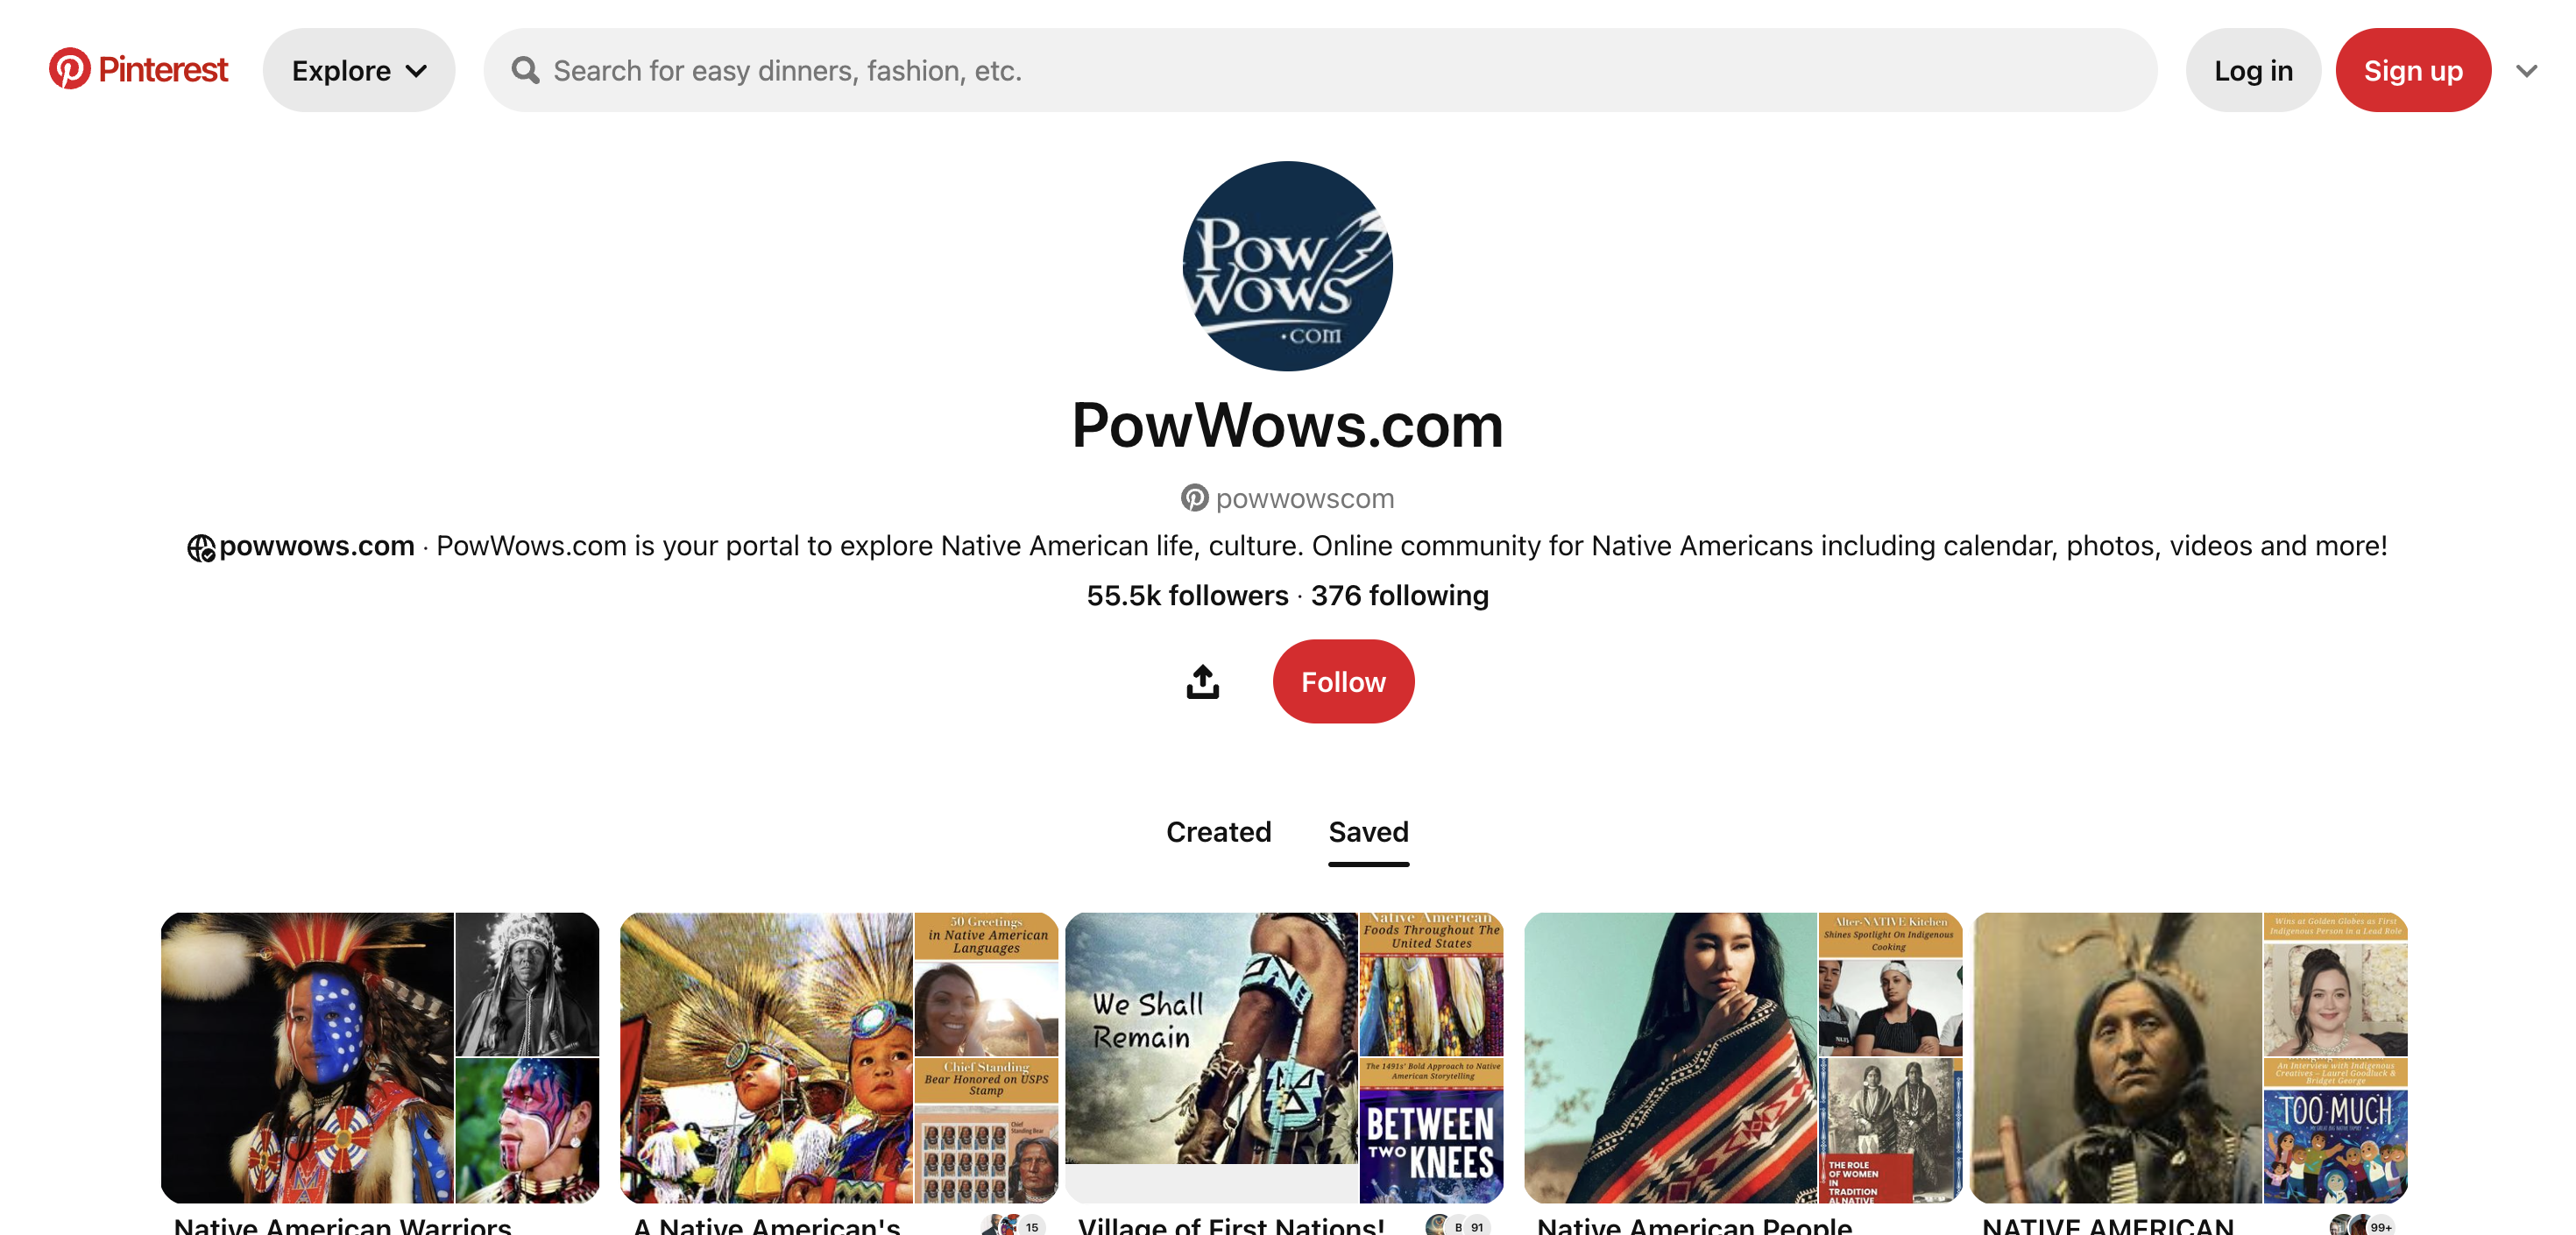 Pinterest
Explore
Search for easy dinners, fashion, etc.
Log in
Sign up
Pow
Wows
.com
PowWows.com
powwowscom
powwows.com · PowWows.com is your portal to explore Native American life, culture. Online community for Native Americans including calendar, photos, videos and more!
55.5k followers · 376 following
Follow
Created
Saved
50 Greetings
in Native American
Languages
Chief Standing
Bear Honored on USPS
Stamp
Chief
Standing Bear
We Shall
Remain
Native American
Foods Throughout The
United States
The 1491s' Bold Approach to Native
American Storytelling
BETWEEN
TWO KNEES
Alter-NATIVE Kitchen
Shines Spotlight On Indigenous
Cooking
THE ROLE
OF WOMEN
IN
TRADITION
AL NATIVE
Wins at Golden Globes as First
Indigenous Person in a Lead Role
An Interview with Indigenous
Creatives – Laurel Goodluck &
Bridget George
TOO MUCH
Native American Warriors
A Native American's
15
Village of First Nations!
B
91
Native American People
NATIVE AMERICAN
99+